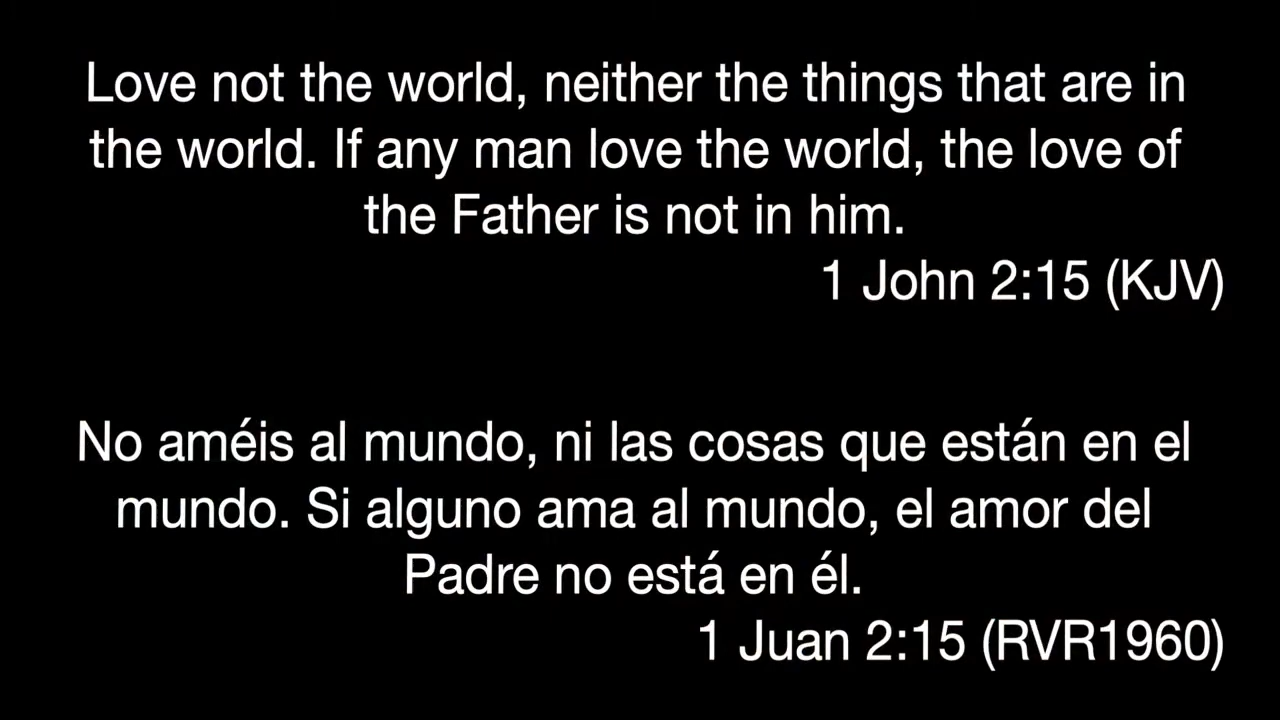 Love not the world, neither the things that are in
the world. If any man love the world, the love of
the Father is not in him.
1 John 2:15 (KJV)
No améis al mundo, ni las cosas que están en el
mundo. Si alguno ama al mundo, el amor del
Padre no está en él.
1 Juan 2:15 (RVR1960)